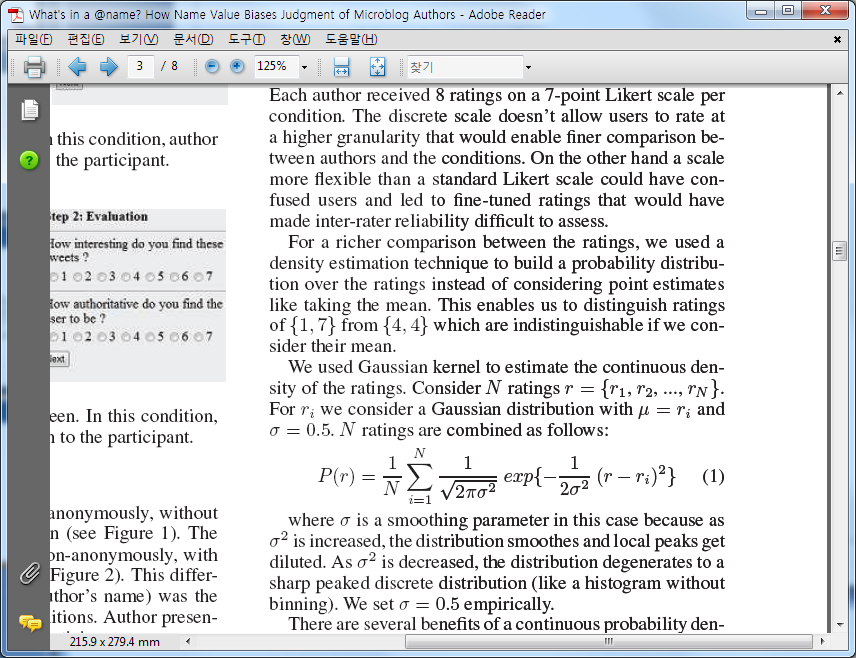 What's in a @name? How Name Value Biases Judgment of Microblog Authors - Adobe Reader
파일(F) 편집(E) 보기(V) 문서(D) 도구(T) 창(W) 도움말(H)
3 / 8 125% 찾기
this condition, author
the participant.
Step 2: Evaluation
How interesting do you find these
tweets ?
1 2 3 4 5 6 7
How authoritative do you find the
user to be ?
1 2 3 4 5 6 7
Next
een. In this condition,
to the participant.
anonymously, without
n (see Figure 1). The
on-anonymously, with
Figure 2). This differ-
uthor's name) was the
itions. Author presen-
Each author received 8 ratings on a 7-point Likert scale per
condition. The discrete scale doesn't allow users to rate at
a higher granularity that would enable finer comparison be-
tween authors and the conditions. On the other hand a scale
more flexible than a standard Likert scale could have con-
fused users and led to fine-tuned ratings that would have
made inter-rater reliability difficult to assess.
For a richer comparison between the ratings, we used a
density estimation technique to build a probability distribu-
tion over the ratings instead of considering point estimates
like taking the mean. This enables us to distinguish ratings
of {1, 7} from {4, 4} which are indistinguishable if we con-
sider their mean.
We used Gaussian kernel to estimate the continuous den-
sity of the ratings. Consider N ratings r = {r₁, r₂, ..., r_N}.
For r_i we consider a Gaussian distribution with μ = r_i and
σ = 0.5. N ratings are combined as follows:
P(r) = 1/N ∑_{i=1}^{N} 1/√(2πσ²) exp{−1/(2σ²) (r − r_i)²} (1)
where σ is a smoothing parameter in this case because as
σ² is increased, the distribution smoothes and local peaks get
diluted. As σ² is decreased, the distribution degenerates to a
sharp peaked discrete distribution (like a histogram without
binning). We set σ = 0.5 empirically.
There are several benefits of a continuous probability den-
215.9 x 279.4 mm